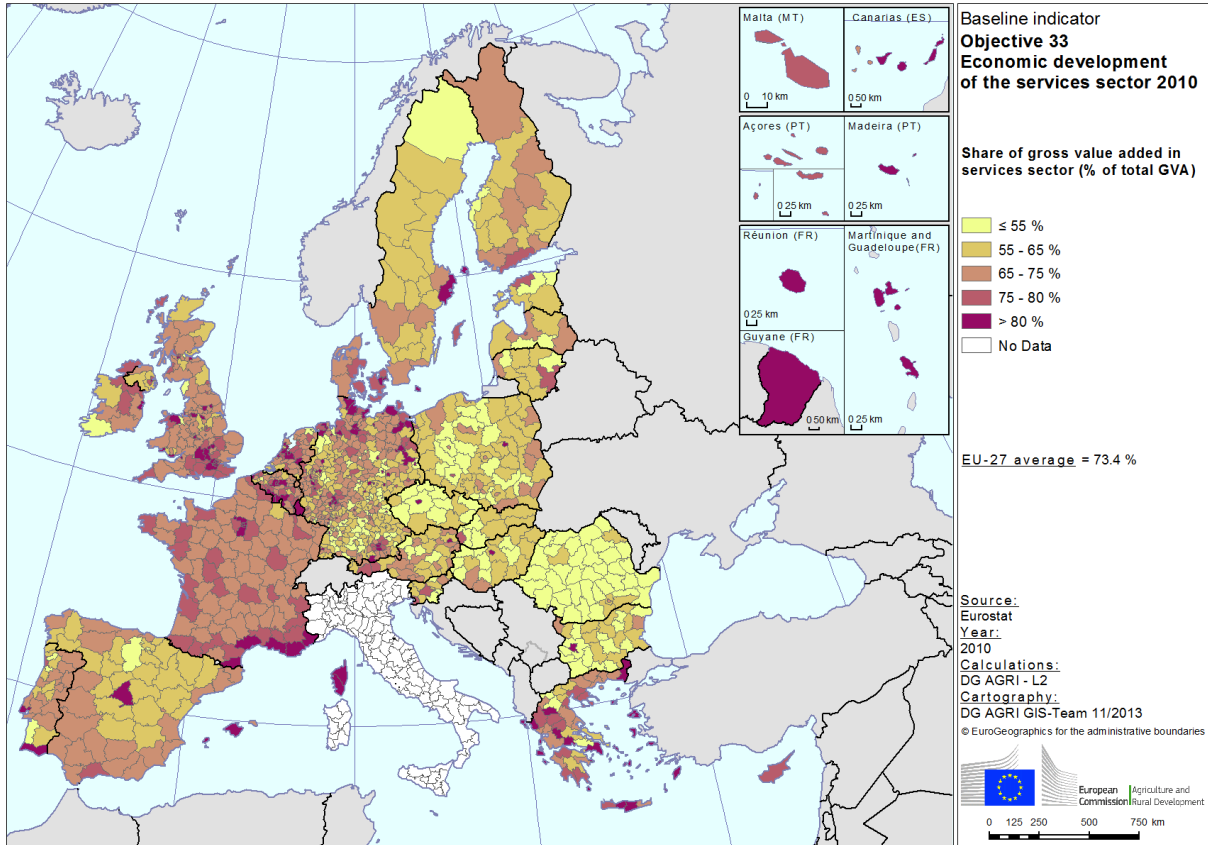 Malta (MT)
0 10 km
Canarias (ES)
0 50 km
Açores (PT)
0 25 km
Madeira (PT)
0 25 km
Réunion (FR)
0 25 km
Martinique and
Guadeloupe(FR)
0 25 km
Guyane (FR)
0 50 km
Baseline indicator
Objective 33
Economic development
of the services sector 2010
Share of gross value added in
services sector (% of total GVA)
≤ 55 %
55 - 65 %
65 - 75 %
75 - 80 %
> 80 %
No Data
EU-27 average = 73.4 %
Source:
Eurostat
Year:
2010
Calculations:
DG AGRI - L2
Cartography:
DG AGRI GIS-Team 11/2013
© EuroGeographics for the administrative boundaries
European
Commission
Agriculture and
Rural Development
0 125 250 500 750 km